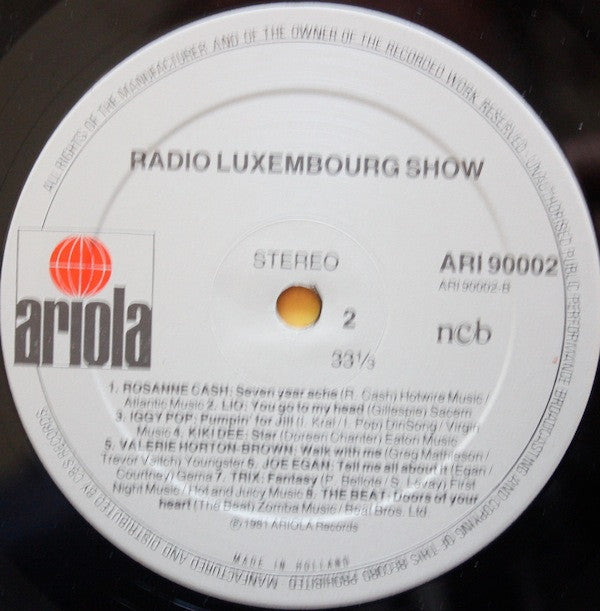 ALL RIGHTS OF THE MANUFACTURER AND OF THE OWNER OF THE RECORDED WORK RESERVED - UNAUTHORISED PUBLIC PERFORMANCE BROADCASTING AND COPYING OF THIS RECORD PROHIBITED - MANUFACTURED AND DISTRIBUTED BY CBS RECORDS
RADIO LUXEMBOURG SHOW
ariola
STEREO
ARI 90002
ARI 90002-B
2
ncb
33⅓
1. ROSANNE CASH: Seven year ache (R. Cash) Hotwire Music /
Atlantic Music 2. LIO: You go to my head (Gillespie) Sacem
3. IGGY POP: Pumpin' for Jill (I. Kral / I. Pop) DinSong / Virgin
Music 4. KIKI DEE: Star (Doreen Chanter) Eaton Music
5. VALERIE HORTON-BROWN: Walk with me (Greg Mathieson /
Trevor Veitch) Youngster 6. JOE EGAN: Tell me all about it (Egan /
Courtney) Gema 7. TRIX: Fantasy (P. Bellote / S. Levay) First
Night Music / Hot and Juicy Music 8. THE BEAT: Doors of your
heart (The Beat) Zomba Music / Beat Bros. Ltd
℗ 1981 ARIOLA Records
MADE IN HOLLAND